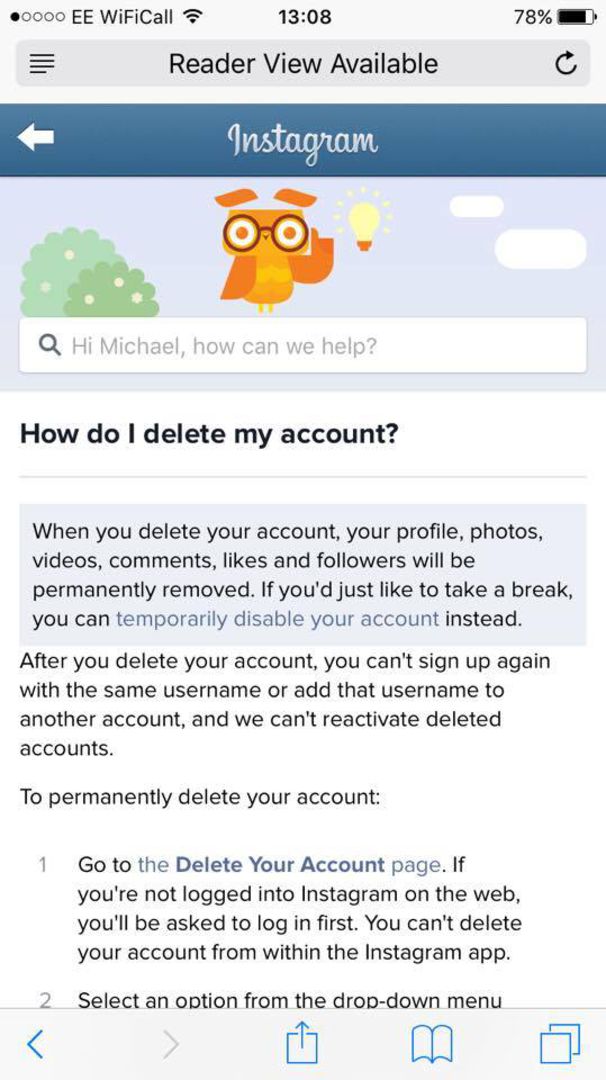 EE WiFiCall
13:08
78%
Reader View Available
Instagram
Hi Michael, how can we help?
How do I delete my account?
When you delete your account, your profile, photos,
videos, comments, likes and followers will be
permanently removed. If you'd just like to take a break,
you can temporarily disable your account instead.
After you delete your account, you can't sign up again
with the same username or add that username to
another account, and we can't reactivate deleted
accounts.
To permanently delete your account:
1 Go to the Delete Your Account page. If
you're not logged into Instagram on the web,
you'll be asked to log in first. You can't delete
your account from within the Instagram app.
2 Select an option from the drop-down menu